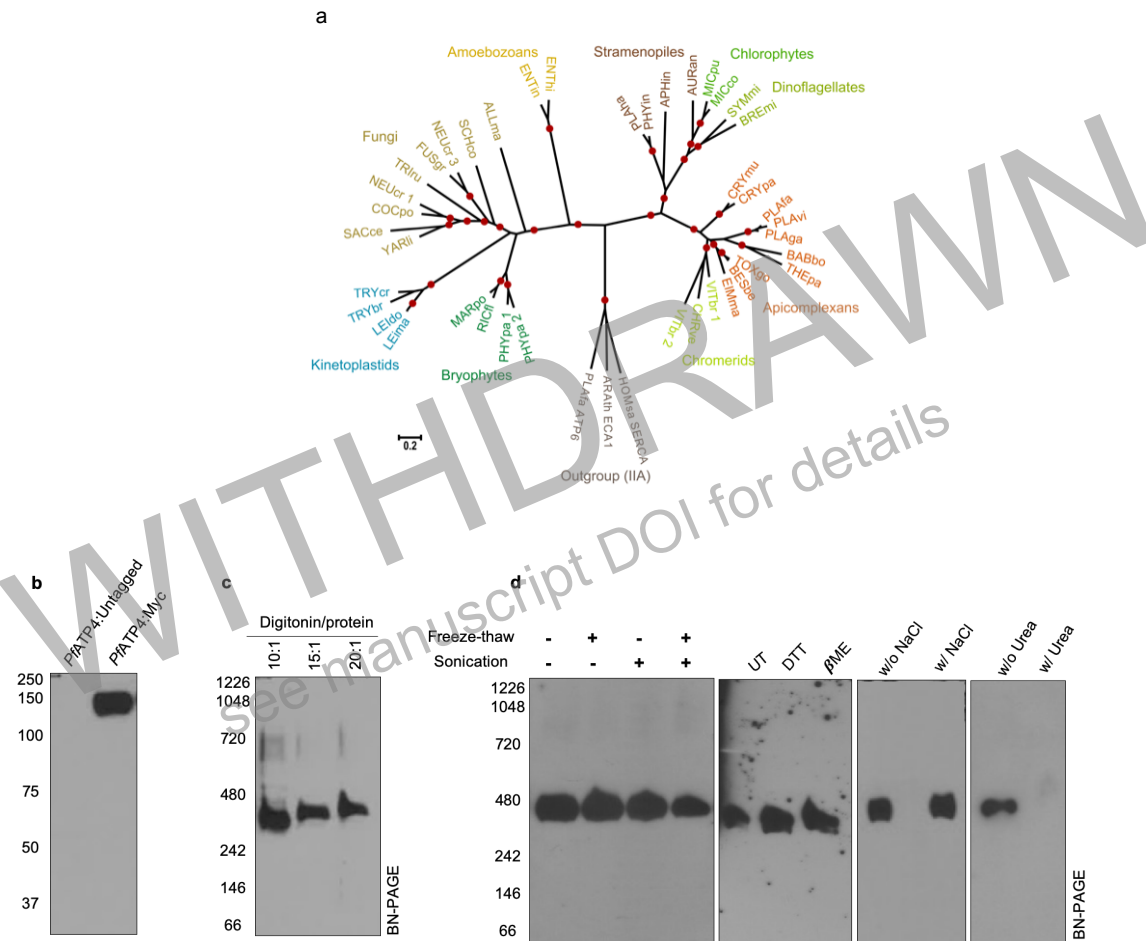 a
Amoebozoans
Stramenopiles
Chlorophytes
Dinoflagellates
Fungi
Kinetoplastids
Bryophytes
Chromerids
Apicomplexans
Outgroup (IIA)
ENTin
ENThi
PLAha
PHYin
APHin
AURan
MICpu
MICco
SYMmi
BREmi
ALLma
SCHco
NEUcr 3
FUSgr
TRIru
NEUcr 1
COCpo
SACce
YARli
TRYcr
TRYbr
LEIdo
LEima
MARpo
RICfl
PHYpa 1
PHYpa 2
CRYmu
CRYpa
PLAfa
PLAvi
PLAga
BABbo
THEpa
TOXgo
BESbe
EIMma
VITbr 1
CHRve
VITbr 2
PLAfa ATP6
ARAth ECA1
HOMsa SERCA
0.2
WITHDRAWN
see manuscript DOI for details
b
PfATP4:Untagged
PfATP4:Myc
250
150
100
75
50
37
c
Digitonin/protein
10:1
15:1
20:1
1226
1048
720
480
242
146
66
BN-PAGE
d
Freeze-thaw - + - +
Sonication - - + +
UT
DTT
βME
w/o NaCl
w/ NaCl
w/o Urea
w/ Urea
1226
1048
720
480
242
146
66
BN-PAGE